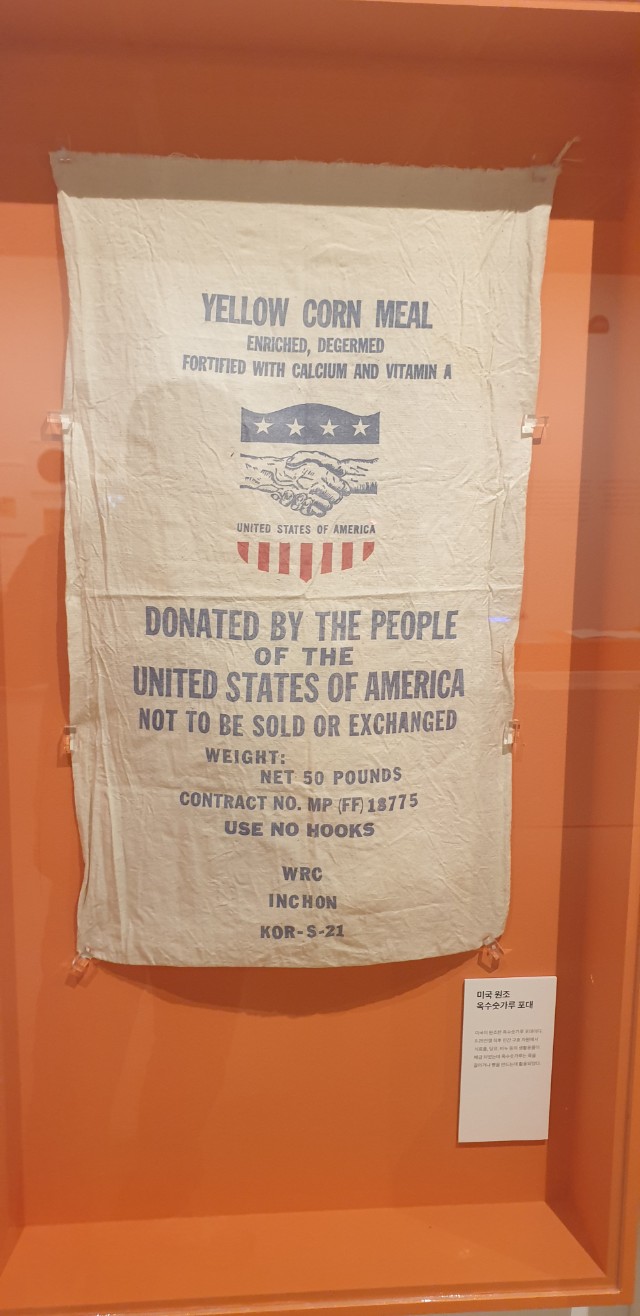 YELLOW CORN MEAL
ENRICHED, DEGERMED
FORTIFIED WITH CALCIUM AND VITAMIN A
UNITED STATES OF AMERICA
DONATED BY THE PEOPLE
OF THE
UNITED STATES OF AMERICA
NOT TO BE SOLD OR EXCHANGED
WEIGHT:
NET 50 POUNDS
CONTRACT NO. MP (FF) 18775
USE NO HOOKS
WRC
INCHON
KOR-S-21
미국 원조
옥수숫가루 포대